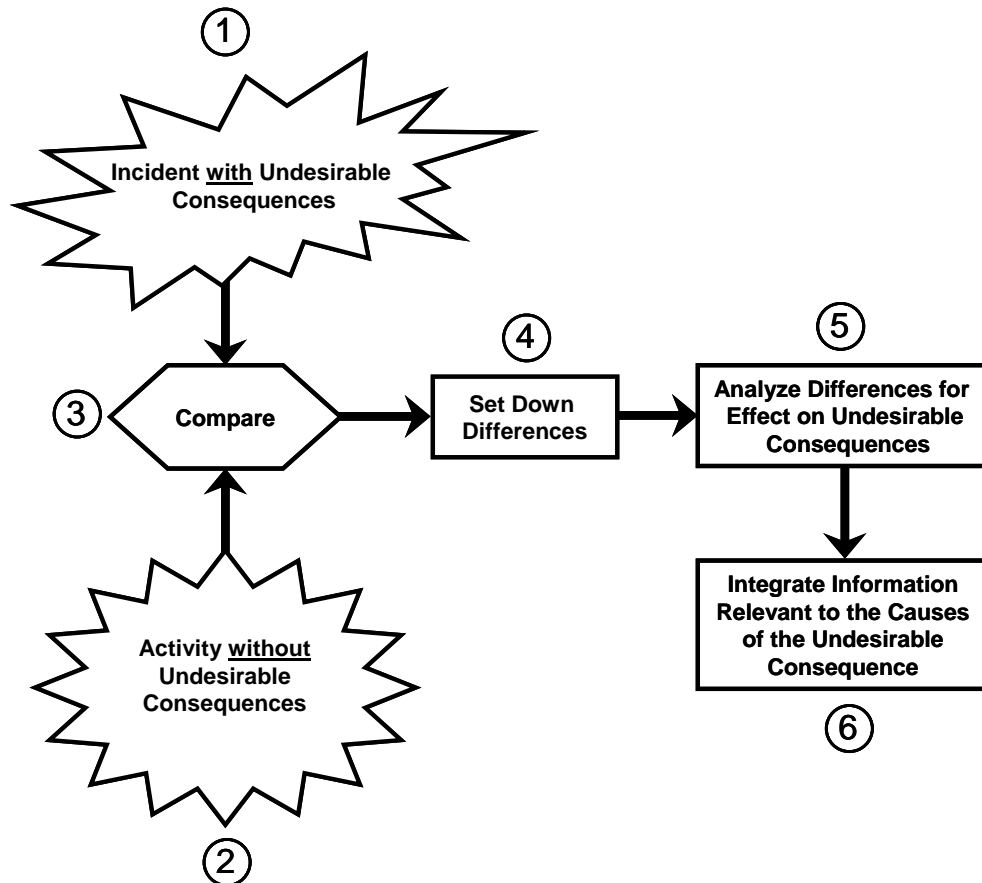 1
Incident with Undesirable
Consequences
3
Compare
4
Set Down
Differences
5
Analyze Differences for
Effect on Undesirable
Consequences
Activity without
Undesirable
Consequences
2
Integrate Information
Relevant to the Causes
of the Undesirable
Consequence
6